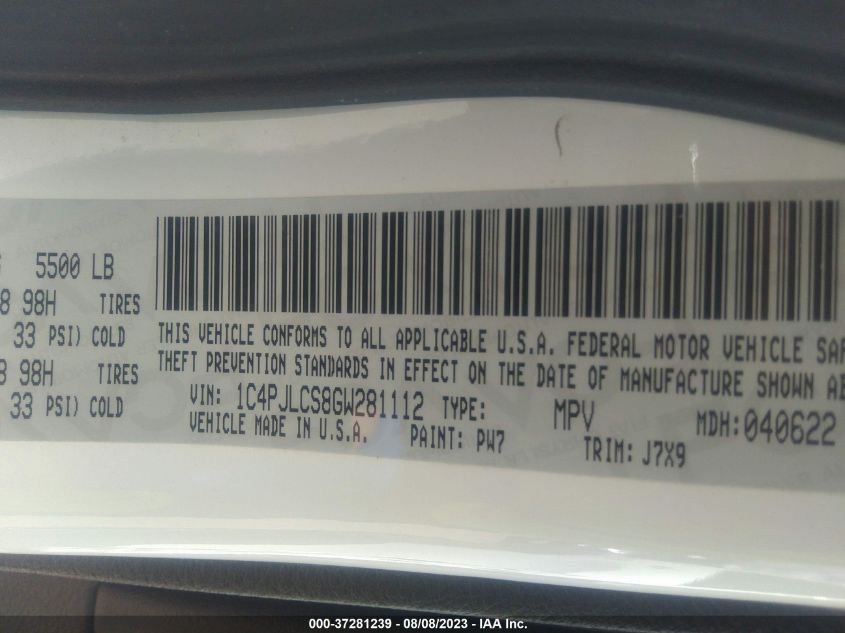 5500 LB
8 98H TIRES
33 PSI) COLD
8 98H TIRES
33 PSI) COLD
THIS VEHICLE CONFORMS TO ALL APPLICABLE U.S.A. FEDERAL MOTOR VEHICLE SAF
THEFT PREVENTION STANDARDS IN EFFECT ON THE DATE OF MANUFACTURE SHOWN AB
VIN: 1C4PJLCS8GW281112 TYPE: MPV MDH:040622
VEHICLE MADE IN U.S.A. PAINT: PW7 TRIM: J7X9
000-37281239 - 08/08/2023 - IAA Inc.